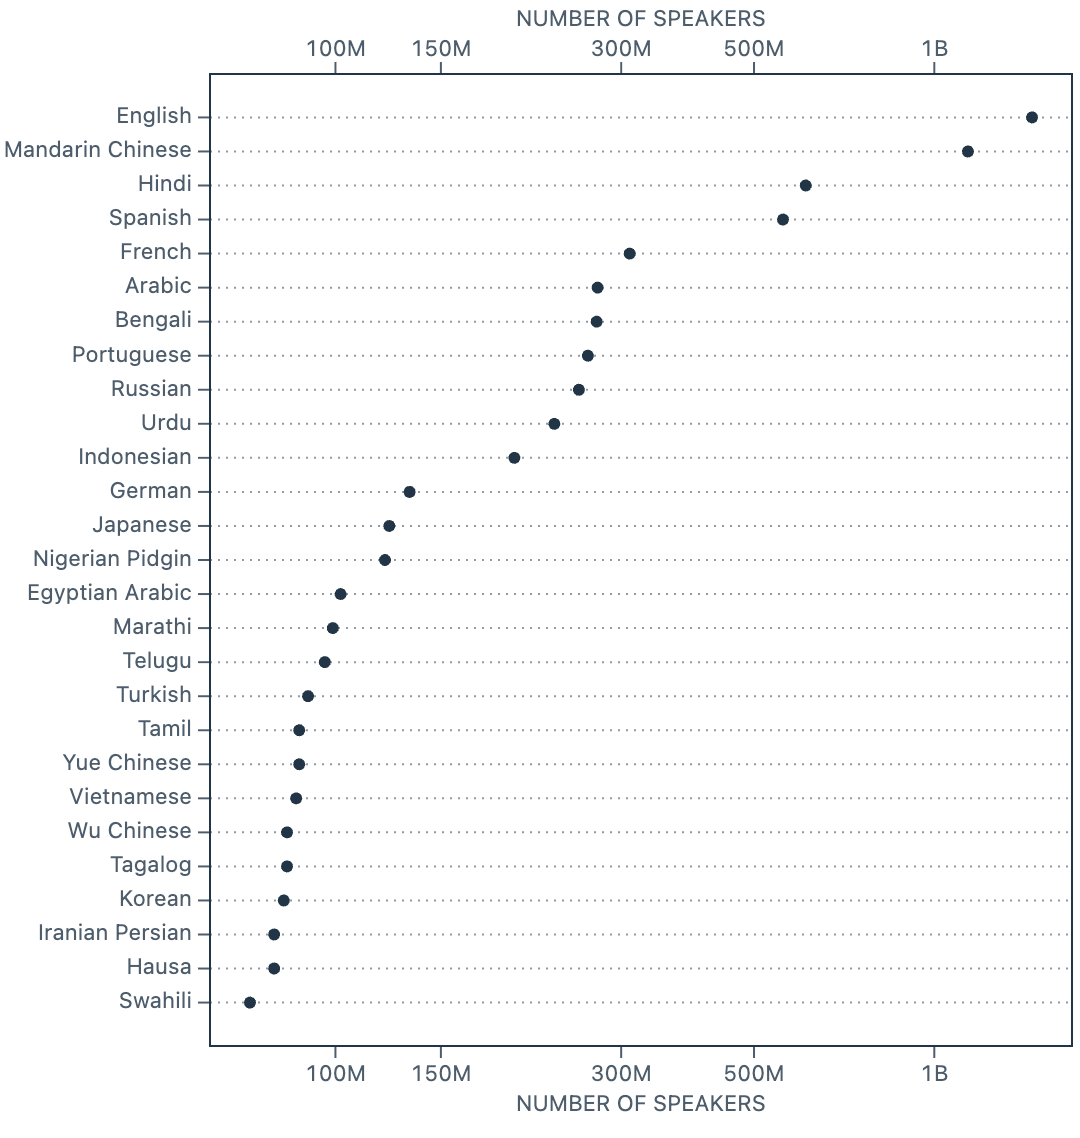 NUMBER OF SPEAKERS
100M 150M 300M 500M 1B
English
Mandarin Chinese
Hindi
Spanish
French
Arabic
Bengali
Portuguese
Russian
Urdu
Indonesian
German
Japanese
Nigerian Pidgin
Egyptian Arabic
Marathi
Telugu
Turkish
Tamil
Yue Chinese
Vietnamese
Wu Chinese
Tagalog
Korean
Iranian Persian
Hausa
Swahili
100M 150M 300M 500M 1B
NUMBER OF SPEAKERS